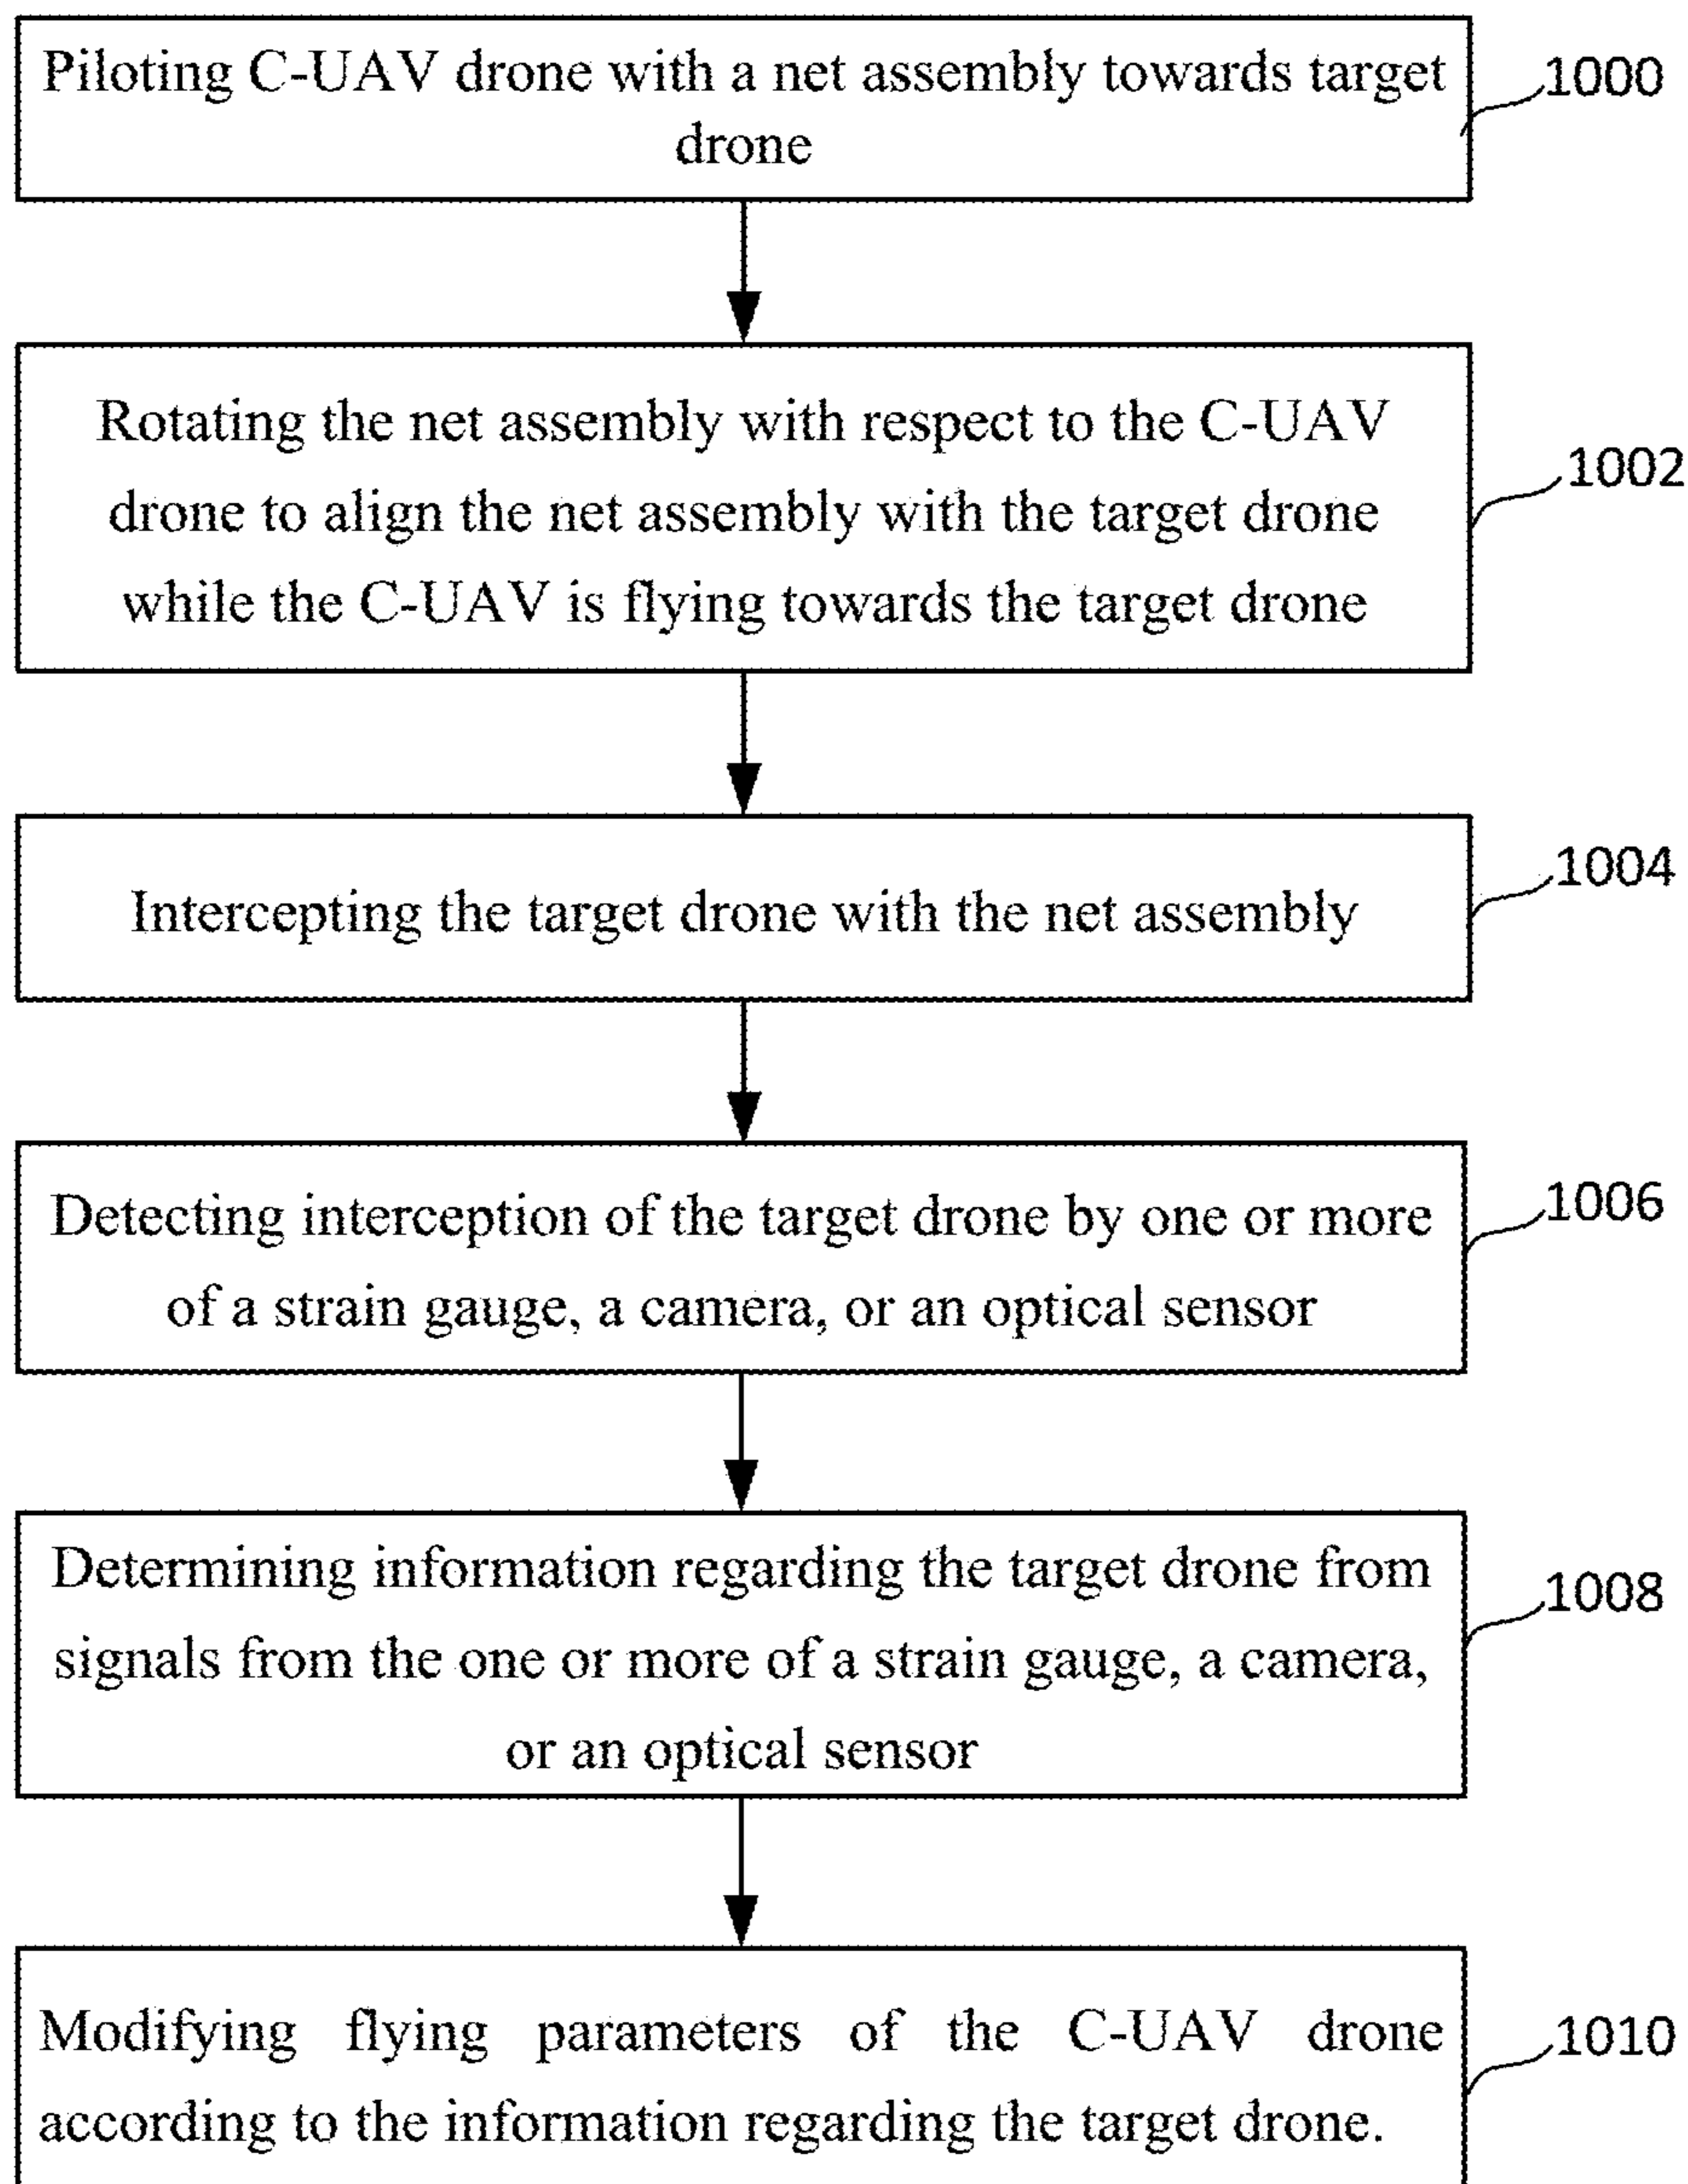 Piloting C-UAV drone with a net assembly towards target
drone
1000
Rotating the net assembly with respect to the C-UAV
drone to align the net assembly with the target drone
while the C-UAV is flying towards the target drone
1002
Intercepting the target drone with the net assembly
1004
Detecting interception of the target drone by one or more
of a strain gauge, a camera, or an optical sensor
1006
Determining information regarding the target drone from
signals from the one or more of a strain gauge, a camera,
or an optical sensor
1008
Modifying flying parameters of the C-UAV drone
according to the information regarding the target drone.
1010